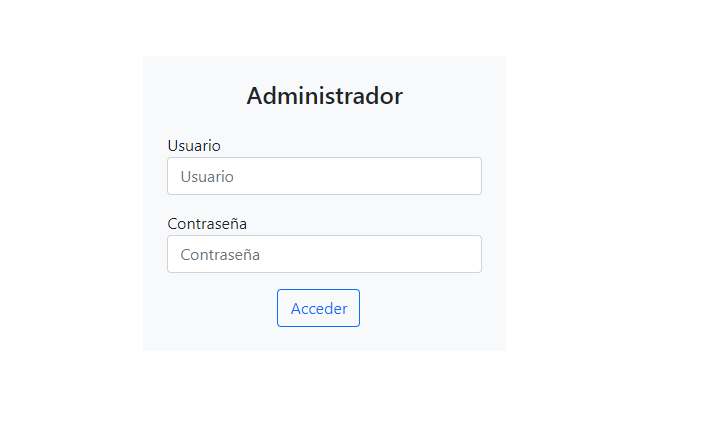 Administrador
Usuario
Usuario
Contraseña
Contraseña
Acceder